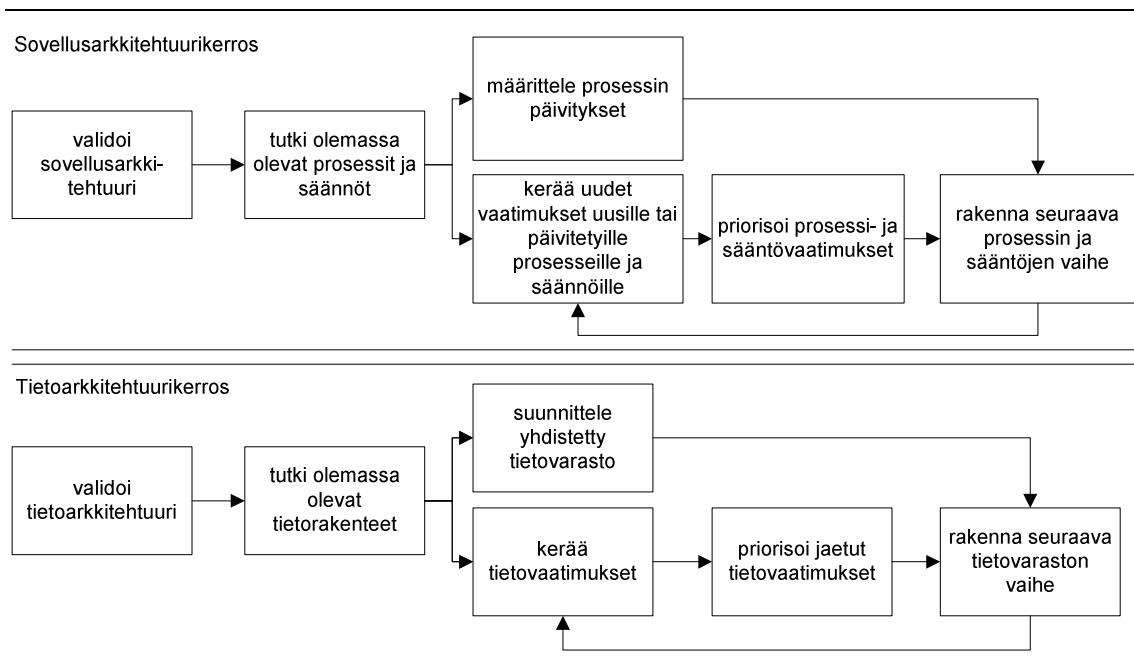 Sovellusarkkitehtuurikerros
validoi
sovellusarkki-
tehtuuri
tutki olemassa
olevat prosessit ja
säännöt
määrittele prosessin
päivitykset
kerää uudet
vaatimukset uusille tai
päivitetyille
prosesseille ja
säännöille
priorisoi prosessi- ja
sääntövaatimukset
rakenna seuraava
prosessin ja
sääntöjen vaihe
Tietoarkkitehtuurikerros
validoi
tietoarkkitehtuuri
tutki olemassa
olevat
tietorakenteet
suunnittele
yhdistetty
tietovarasto
kerää
tietovaatimukset
priorisoi jaetut
tietovaatimukset
rakenna seuraava
tietovaraston
vaihe